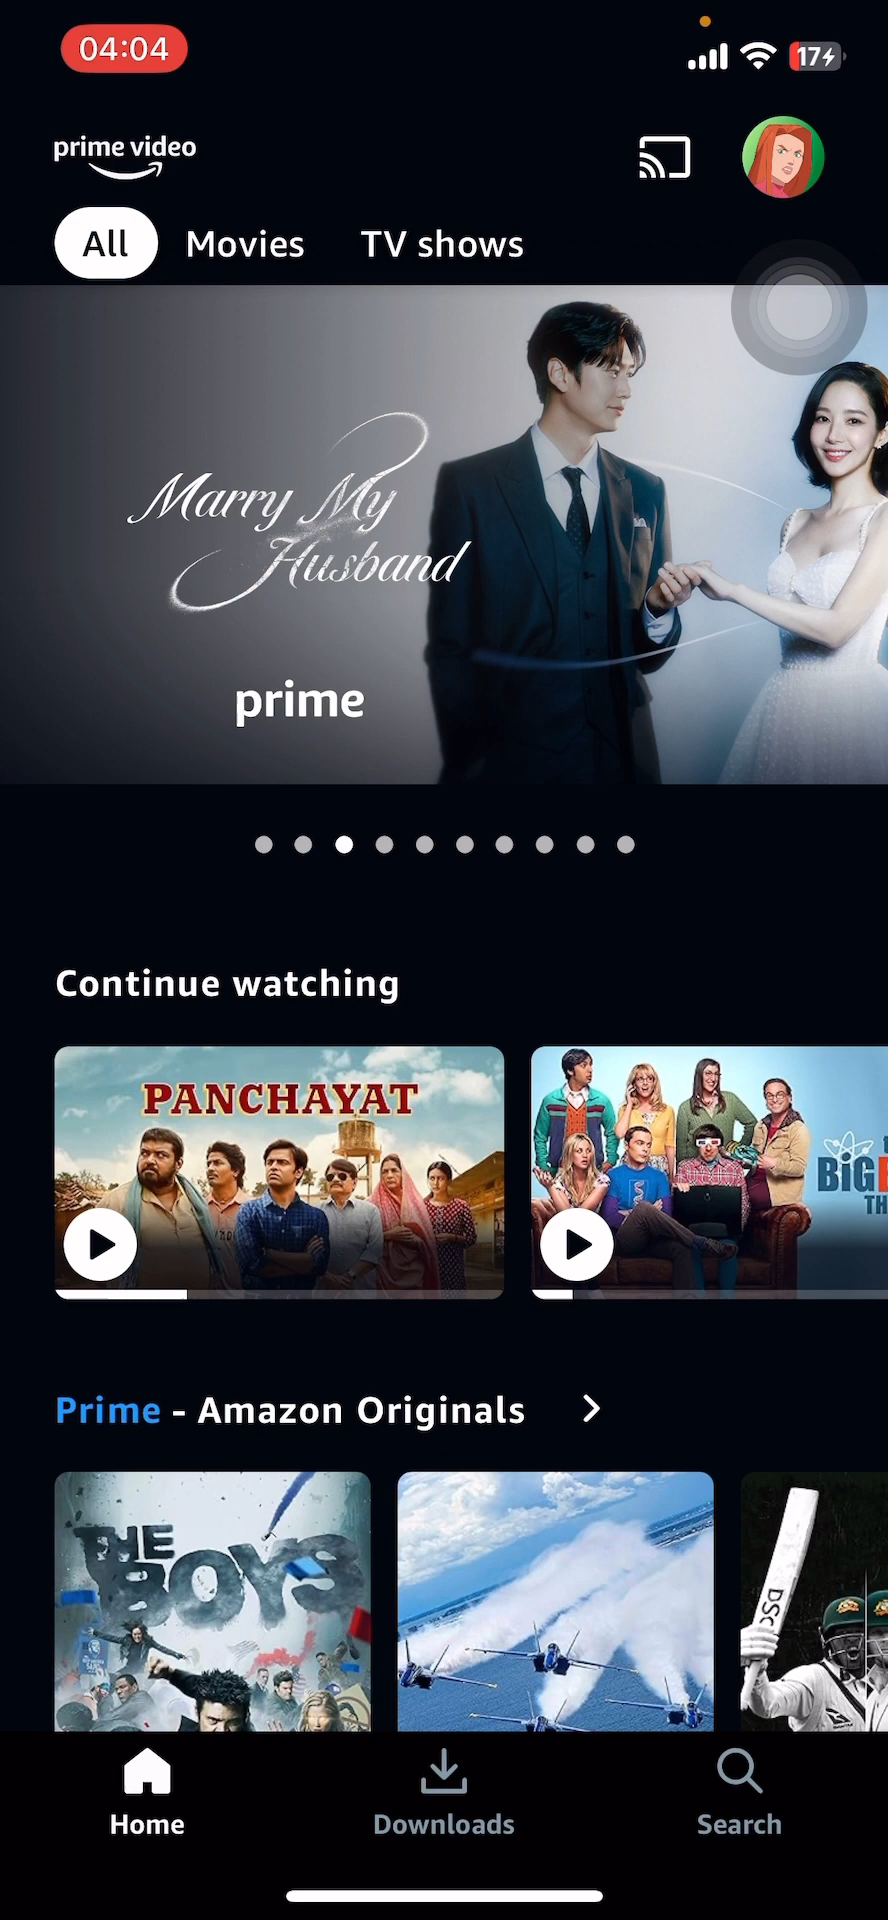 04:04
17
prime video
All
Movies
TV shows
Marry My
Husband
prime
Continue watching
PANCHAYAT
BIG
TH
Prime - Amazon Originals
THE
BOYS
DSC
Home
Downloads
Search